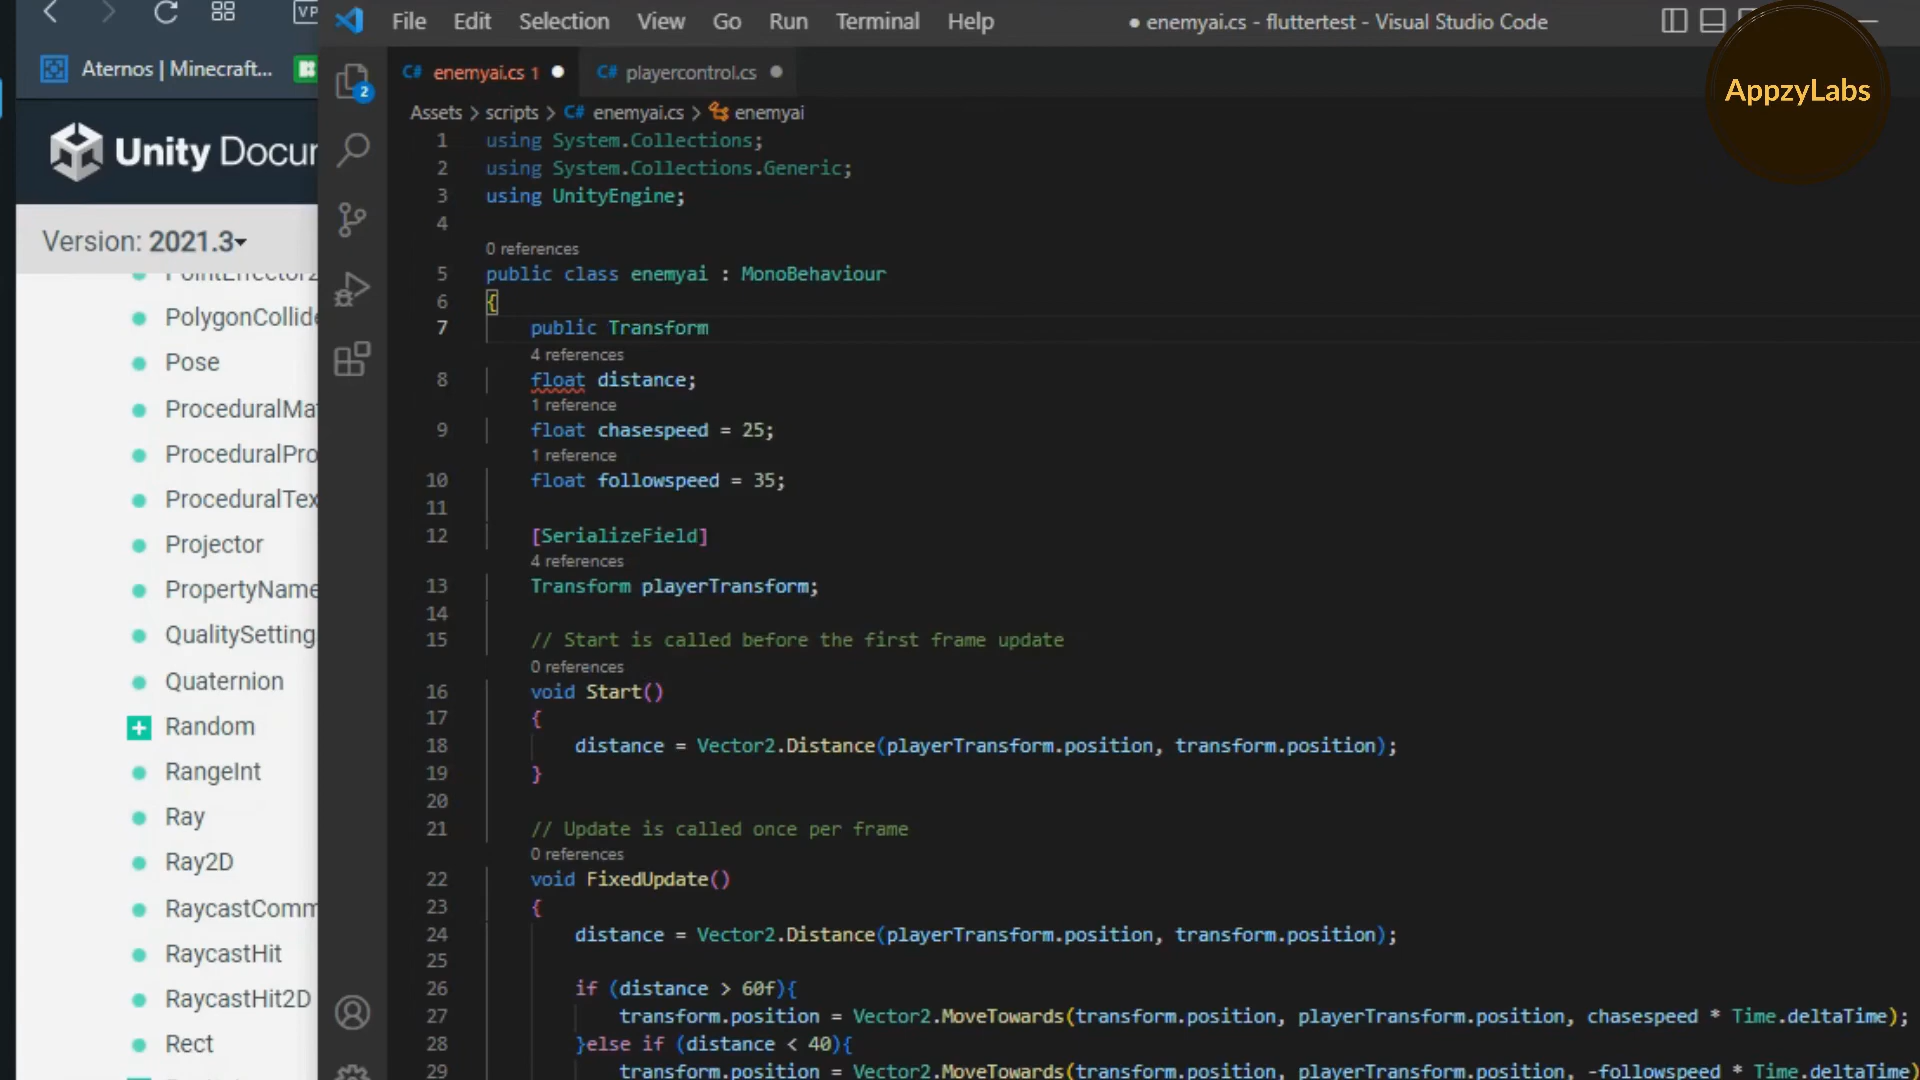 File Edit Selection View Go Run Terminal Help
● enemyai.cs - fluttertest - Visual Studio Code
AppzyLabs
Aternos | Minecraft...
Unity Docu
Version: 2021.3
PolygonCollide
Pose
ProceduralMa
ProceduralPro
ProceduralTex
Projector
PropertyName
QualitySetting
Quaternion
Random
RangeInt
Ray
Ray2D
RaycastComm
RaycastHit
RaycastHit2D
Rect
2
C# enemyai.cs 1 ● C# playercontrol.cs ●
Assets > scripts > C# enemyai.cs > enemyai
1 using System.Collections;
2 using System.Collections.Generic;
3 using UnityEngine;
4
0 references
5 public class enemyai : MonoBehaviour
6 {
7 public Transform
4 references
8 float distance;
1 reference
9 float chasespeed = 25;
1 reference
10 float followspeed = 35;
11
12 [SerializeField]
4 references
13 Transform playerTransform;
14
15 // Start is called before the first frame update
0 references
16 void Start()
17 {
18 distance = Vector2.Distance(playerTransform.position, transform.position);
19 }
20
21 // Update is called once per frame
0 references
22 void FixedUpdate()
23 {
24 distance = Vector2.Distance(playerTransform.position, transform.position);
25
26 if (distance > 60f){
27 transform.position = Vector2.MoveTowards(transform.position, playerTransform.position, chasespeed * Time.deltaTime);
28 }else if (distance < 40){
29 transform.position = Vector2.MoveTowards(transform.position, playerTransform.position, -followspeed * Time.deltaTime)